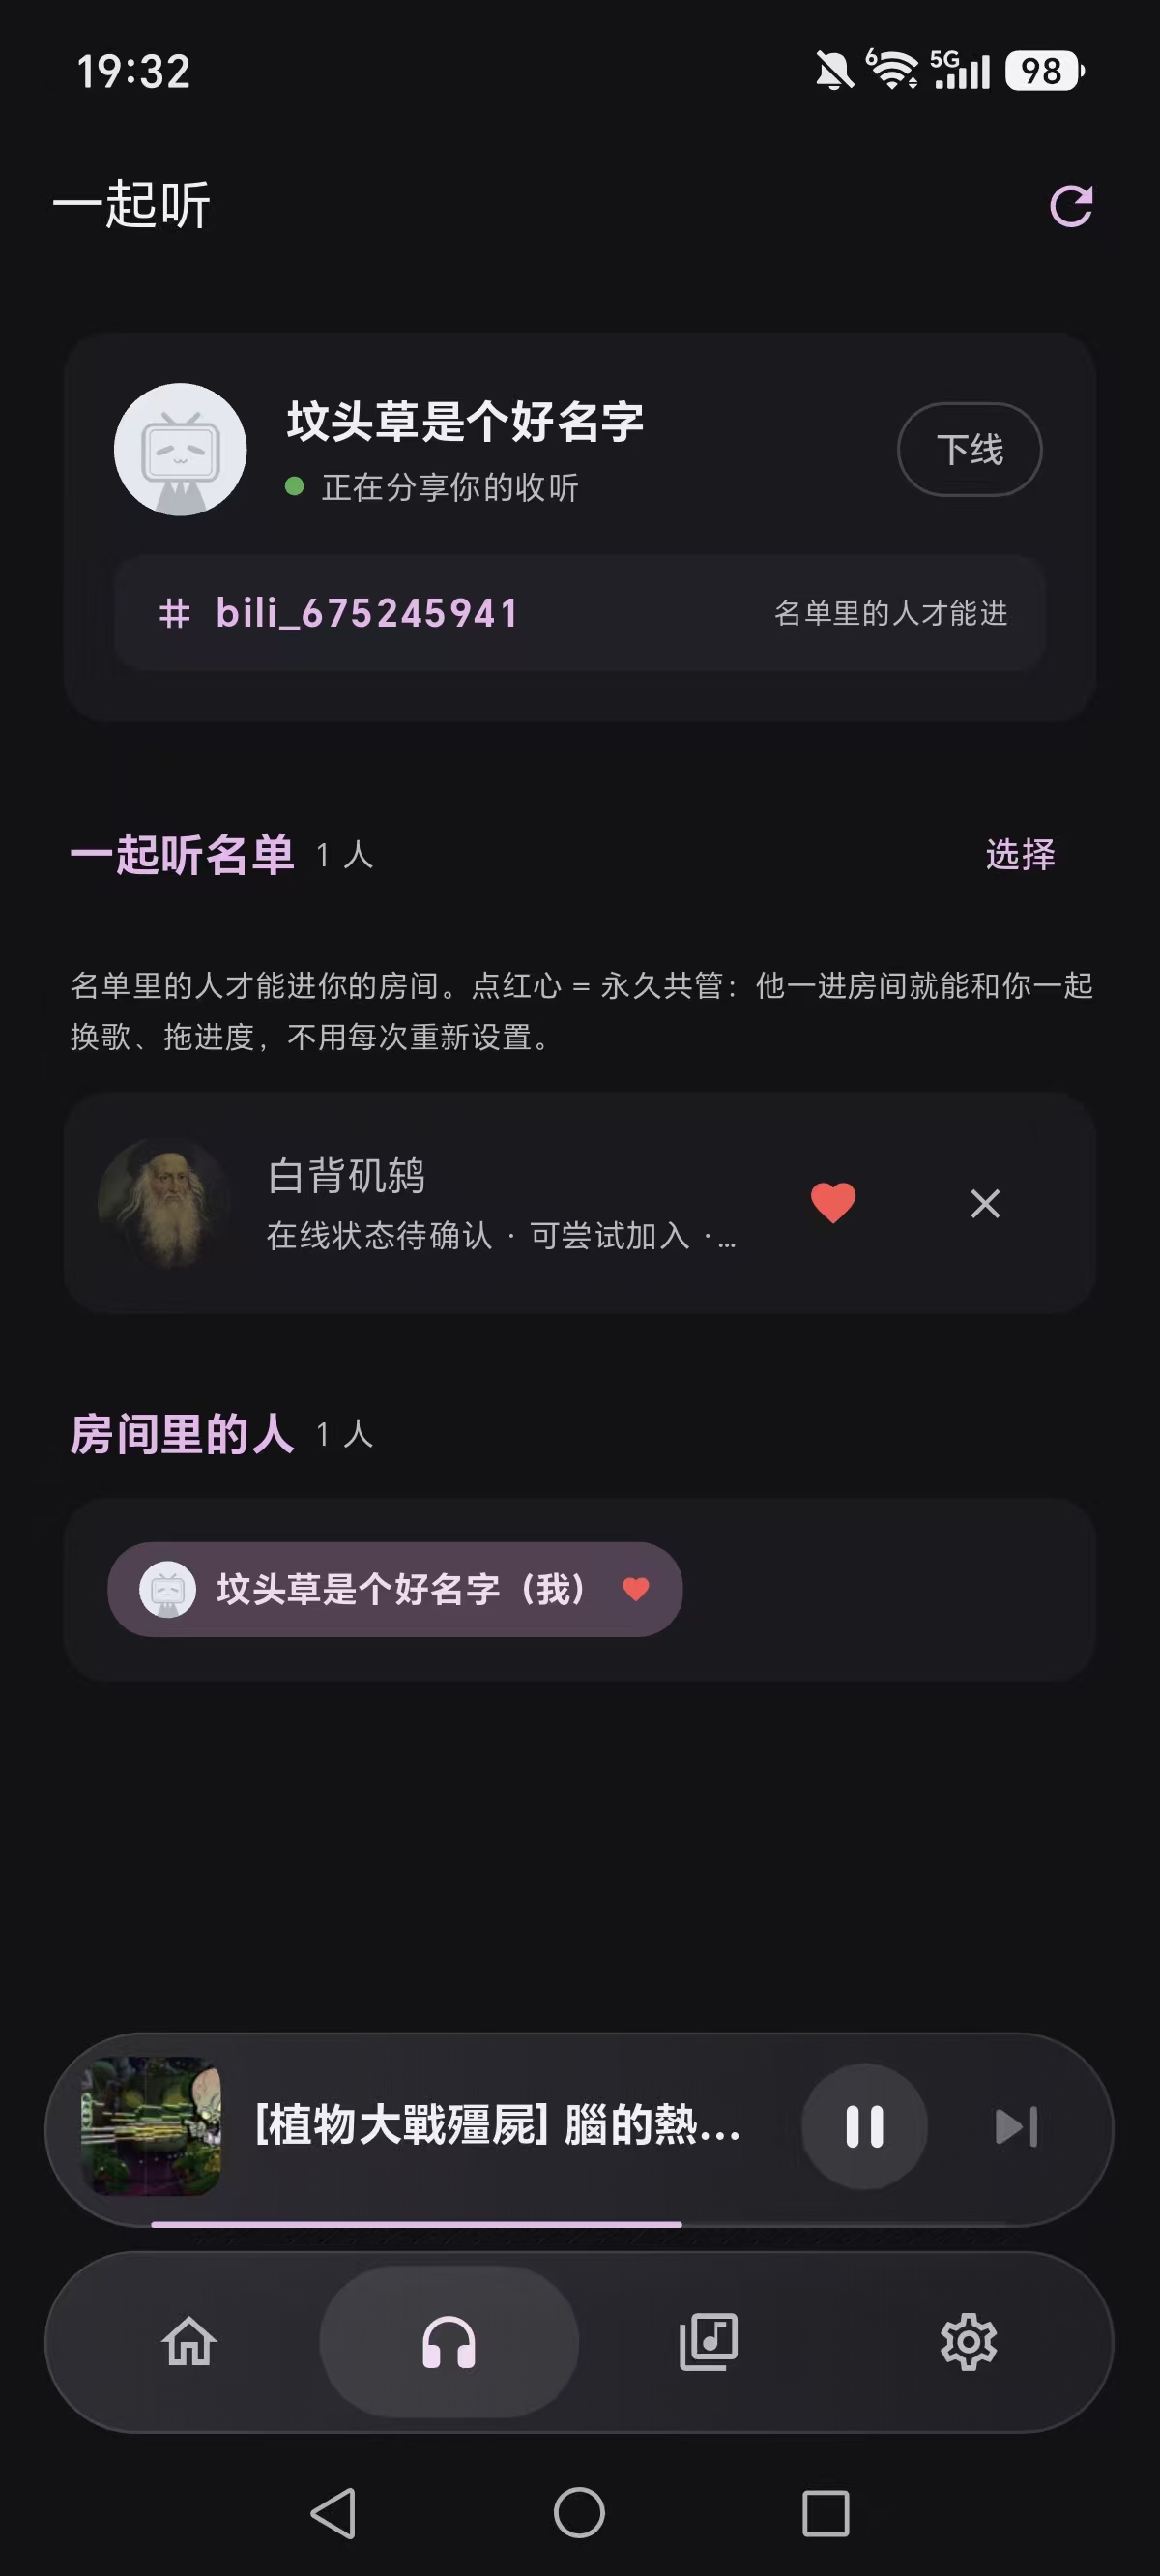 19:32
6 5G 98
一起听
坟头草是个好名字
正在分享你的收听
下线
# bili_675245941
名单里的人才能进
一起听名单 1 人
选择
名单里的人才能进你的房间。点红心 = 永久共管：他一进房间就能和你一起
换歌、拖进度，不用每次重新设置。
白背矶鸫
在线状态待确认 · 可尝试加入 ·...
房间里的人 1 人
坟头草是个好名字（我）
[植物大戰殭屍] 腦的熱...